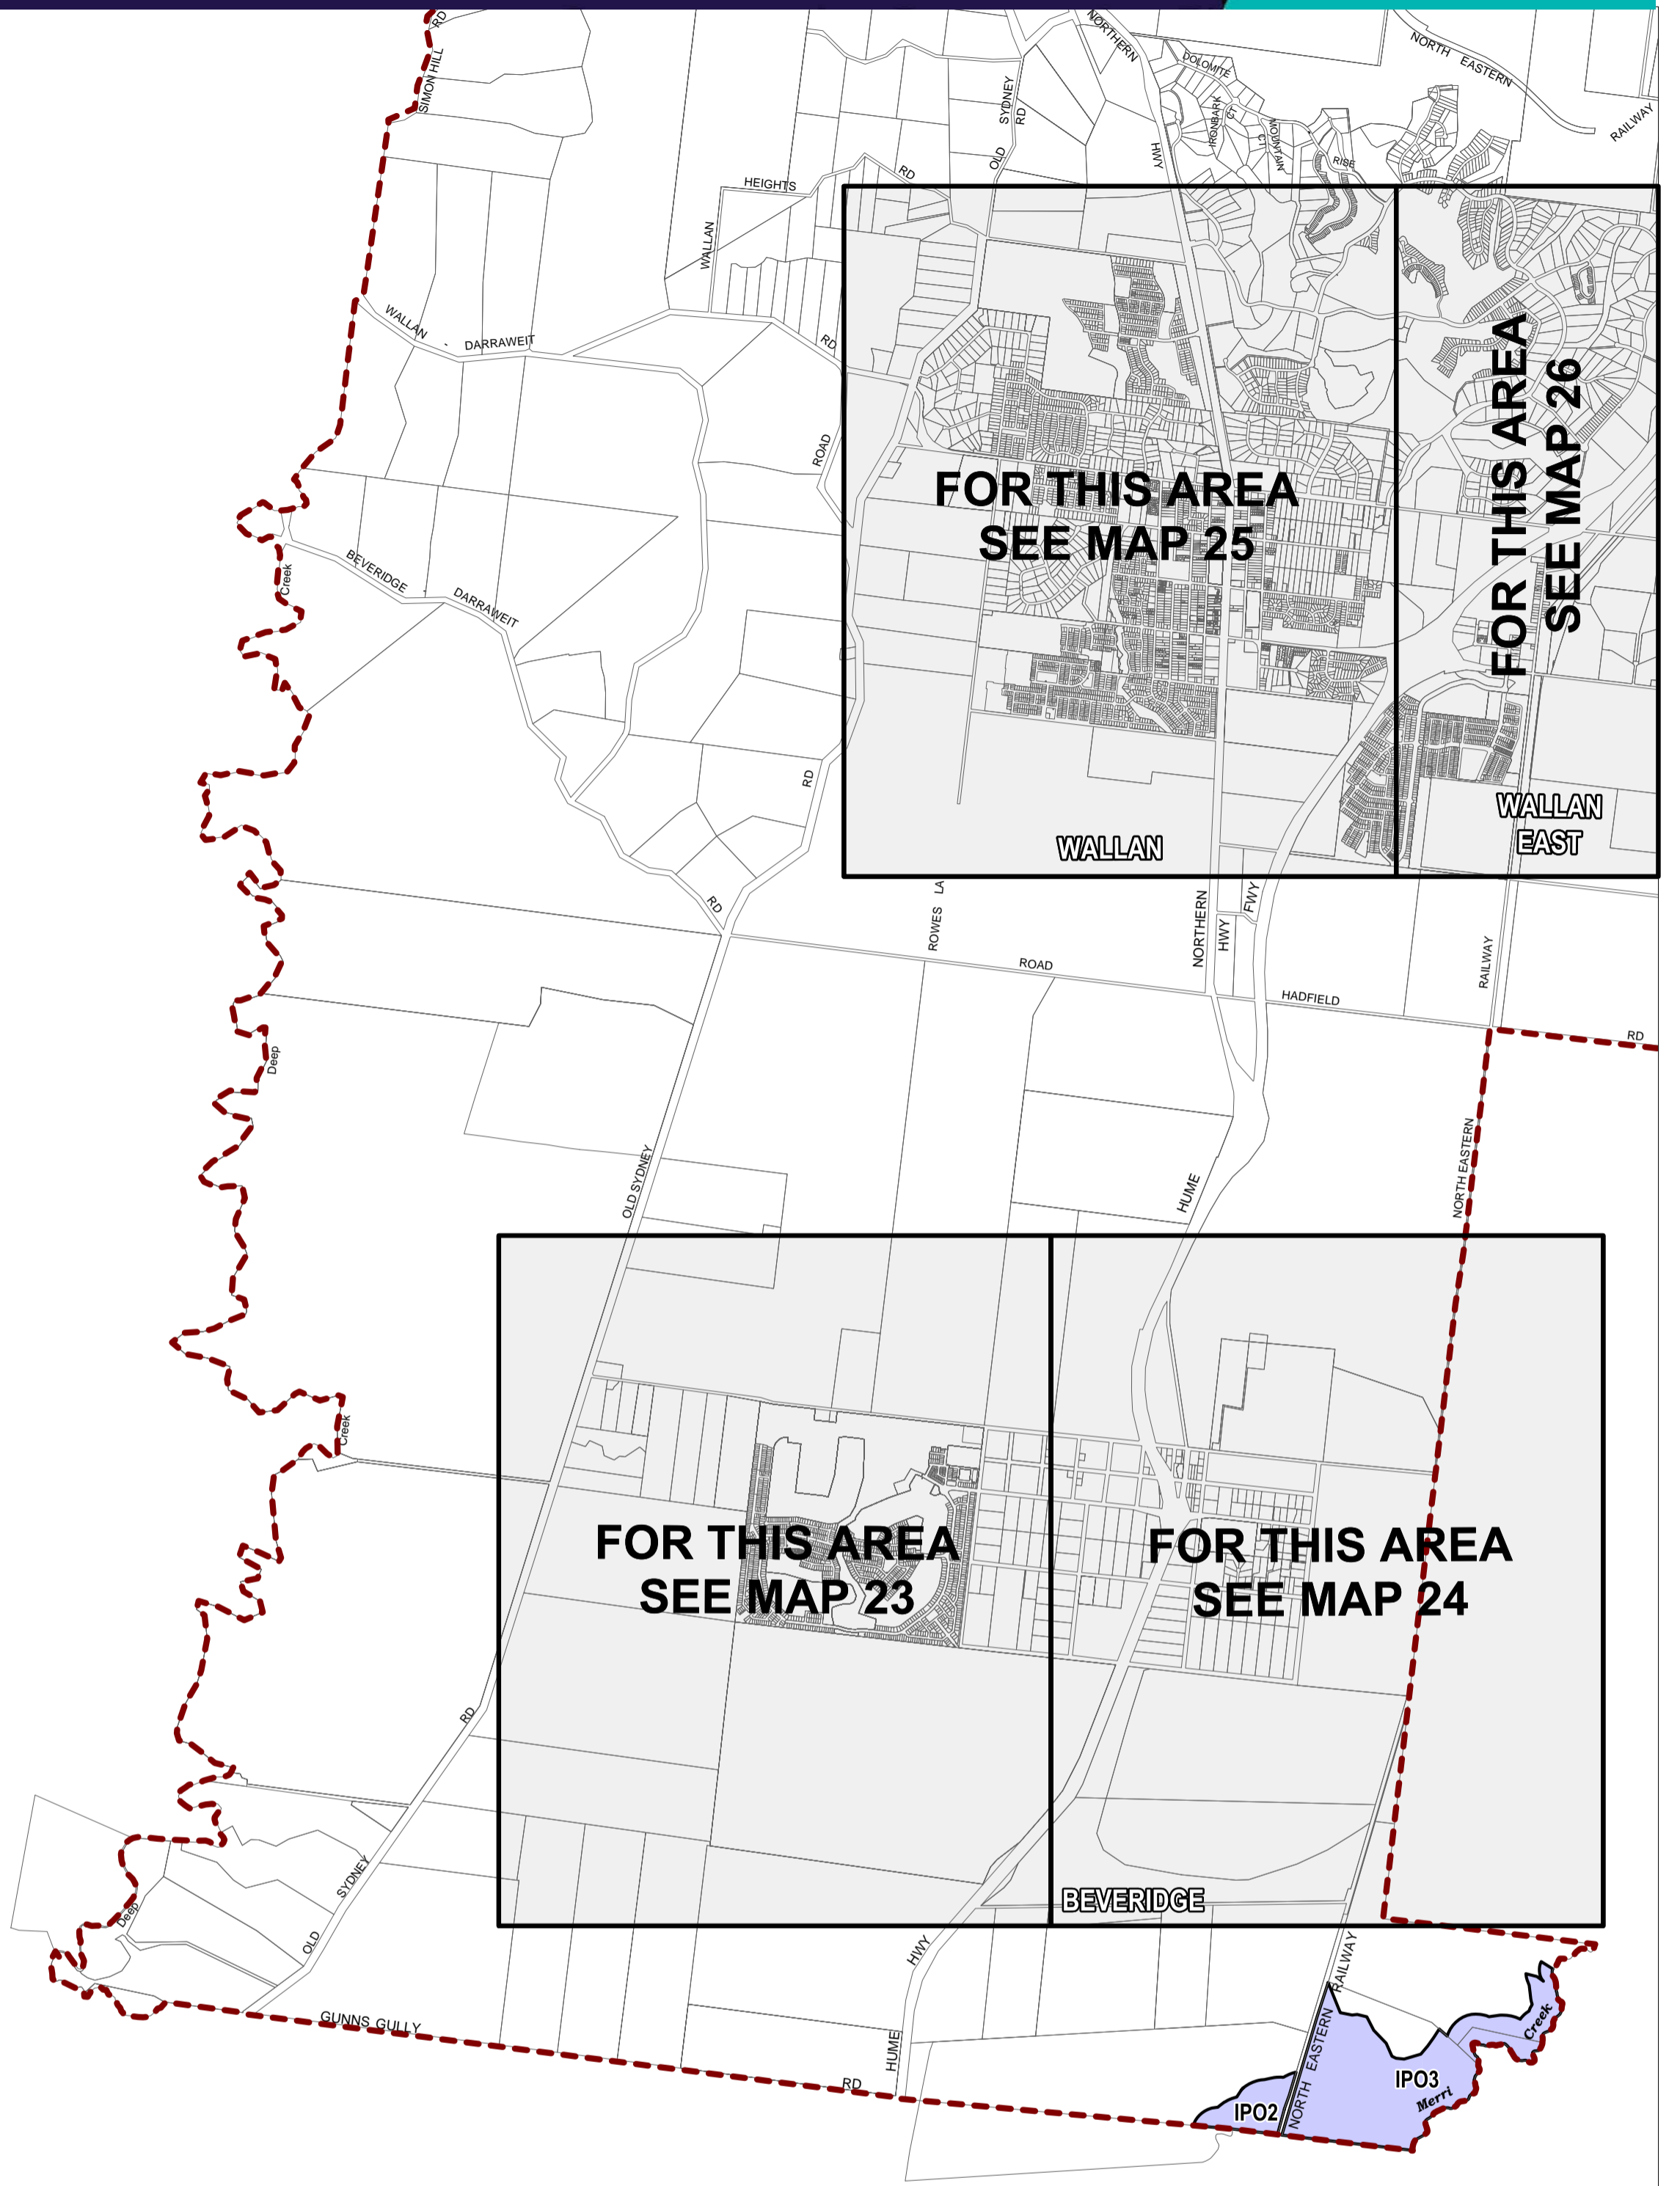 RD
SIMON HILL
NORTHERN
HWY
DOLOMITE
IRONBARK
CT
MOUNTAIN
CT
RISE
NORTH EASTERN
RAILWAY
SYDNEY
RD
OLD
HEIGHTS
RD
WALLAN
WALLAN - DARRAWEIT
RD
ROAD
FOR THIS AREA
SEE MAP 25
FOR THIS AREA
SEE MAP 26
Creek
BEVERIDGE - DARRAWEIT
RD
WALLAN
WALLAN
EAST
RD
ROWES LA
NORTHERN
HWY
FWY
ROAD
HADFIELD
RAILWAY
RD
Deep
OLD SYDNEY
HUME
NORTH EASTERN
Creek
FOR THIS AREA
SEE MAP 23
FOR THIS AREA
SEE MAP 24
RD
SYDNEY
OLD
Deep
BEVERIDGE
HWY
RAILWAY
GUNNS GULLY
HUME
RD
NORTH EASTERN
IPO2
IPO3
Merri
Creek